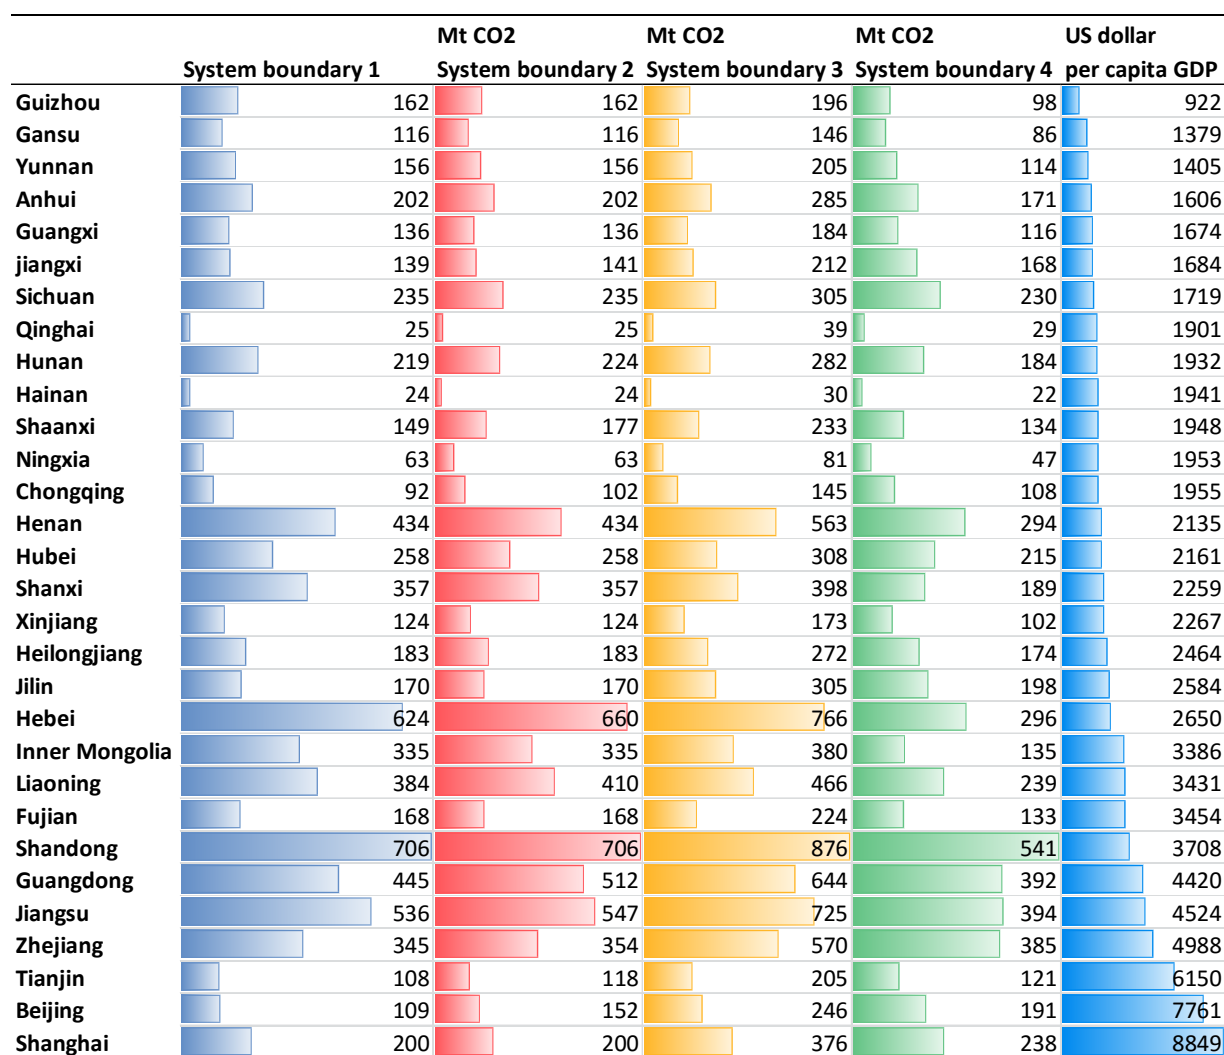 Mt CO2 Mt CO2 Mt CO2 US dollar
System boundary 1 System boundary 2 System boundary 3 System boundary 4 per capita GDP
Guizhou 162 162 196 98 922
Gansu 116 116 146 86 1379
Yunnan 156 156 205 114 1405
Anhui 202 202 285 171 1606
Guangxi 136 136 184 116 1674
jiangxi 139 141 212 168 1684
Sichuan 235 235 305 230 1719
Qinghai 25 25 39 29 1901
Hunan 219 224 282 184 1932
Hainan 24 24 30 22 1941
Shaanxi 149 177 233 134 1948
Ningxia 63 63 81 47 1953
Chongqing 92 102 145 108 1955
Henan 434 434 563 294 2135
Hubei 258 258 308 215 2161
Shanxi 357 357 398 189 2259
Xinjiang 124 124 173 102 2267
Heilongjiang 183 183 272 174 2464
Jilin 170 170 305 198 2584
Hebei 624 660 766 296 2650
Inner Mongolia 335 335 380 135 3386
Liaoning 384 410 466 239 3431
Fujian 168 168 224 133 3454
Shandong 706 706 876 541 3708
Guangdong 445 512 644 392 4420
Jiangsu 536 547 725 394 4524
Zhejiang 345 354 570 385 4988
Tianjin 108 118 205 121 6150
Beijing 109 152 246 191 7761
Shanghai 200 200 376 238 8849